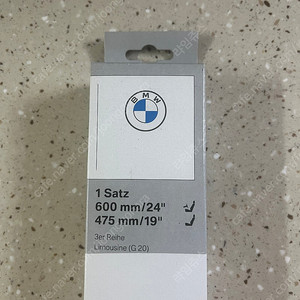 BMW
1 Satz
600 mm/24"
475 mm/19"
3er Reihe
Limousine (G 20)